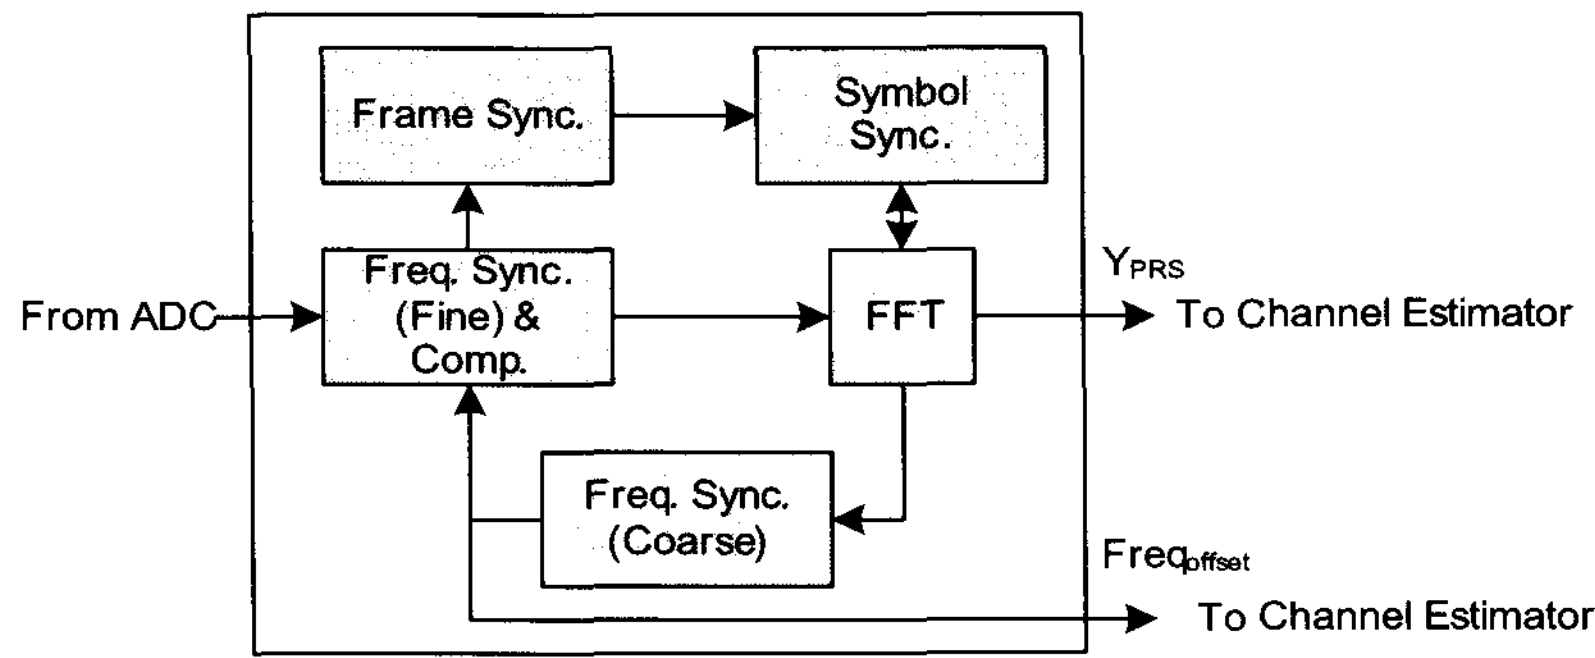 Frame Sync.
Symbol
Sync.
From ADC
Freq. Sync.
(Fine) &
Comp.
FFT
YPRS
To Channel Estimator
Freq. Sync.
(Coarse)
Freqoffset
To Channel Estimator